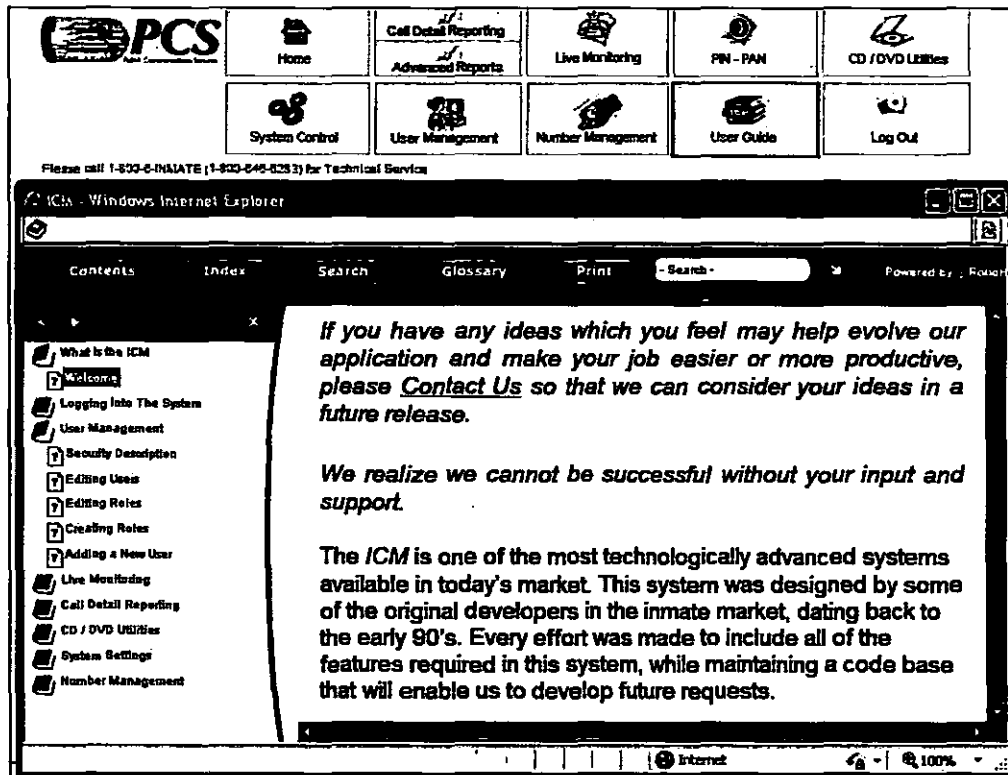 PCS
Home
Call Detail Reporting
Advanced Reports
Live Monitoring
PIN - PAN
CD / DVD Utilities
System Control
User Management
Number Management
User Guide
Log Out
Please call 1-800-6-INMATE (1-800-646-6283) for Technical Service
ICM - Windows Internet Explorer
Contents Index Search Glossary Print - Search - Powered by
What is the ICM
Welcome
Logging Into The System
User Management
Security Description
Editing Users
Editing Roles
Creating Roles
Adding a New User
Live Monitoring
Call Detail Reporting
CD / DVD Utilities
System Settings
Number Management
If you have any ideas which you feel may help evolve our
application and make your job easier or more productive,
please Contact Us so that we can consider your ideas in a
future release.
We realize we cannot be successful without your input and
support.
The ICM is one of the most technologically advanced systems
available in today's market. This system was designed by some
of the original developers in the inmate market, dating back to
the early 90's. Every effort was made to include all of the
features required in this system, while maintaining a code base
that will enable us to develop future requests.
Internet 100%